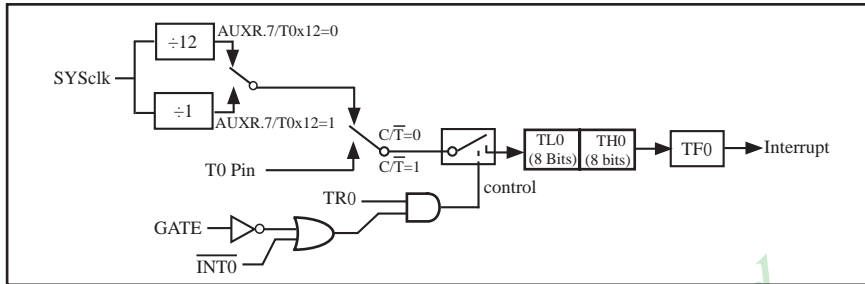 ÷12
AUXR.7/T0x12=0
SYSclk
÷1
AUXR.7/T0x12=1
C/T̅=0
C/T̅=1
T0 Pin
TL0
(8 Bits)
TH0
(8 bits)
TF0
Interrupt
control
TR0
GATE
I̅N̅T̅0̅